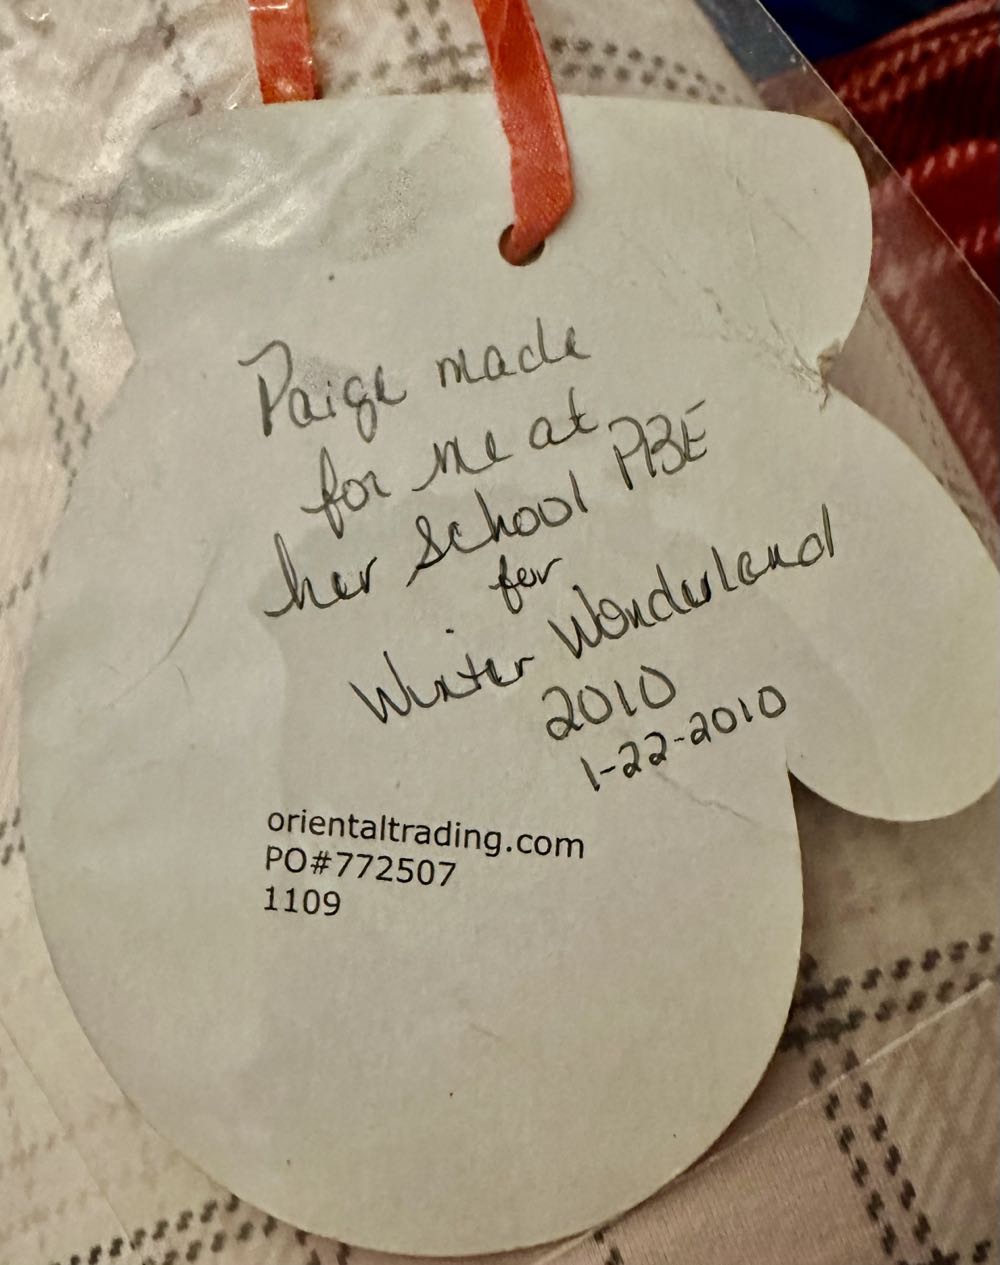 Paige made
for me at
her School PBE
for
Winter Wonderland
2010
1-22-2010
orientaltrading.com
PO#772507
1109